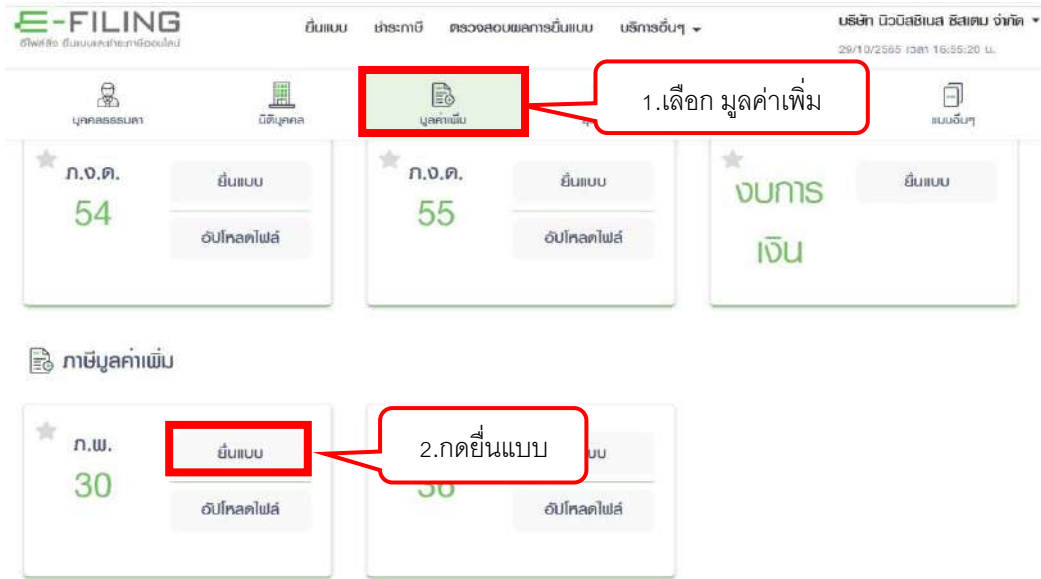 E-FILING
ยื่นแบบ ชำระภาษี ตรวจสอบผลการยื่นแบบ บริการอื่นๆ
บริษัท นิวบิสซิเนส ซิสเตม จำกัด
29/10/2565 เวลา 16:55:20 น.
บุคคลธรรมดา
นิติบุคคล
มูลค่าเพิ่ม
1.เลือก มูลค่าเพิ่ม
แบบอื่นๆ
ภ.ง.ด.
54
ยื่นแบบ
อัปโหลดไฟล์
ภ.ง.ด.
55
ยื่นแบบ
อัปโหลดไฟล์
งบการ
เงิน
ยื่นแบบ
ภาษีมูลค่าเพิ่ม
ภ.พ.
30
ยื่นแบบ
อัปโหลดไฟล์
2.กดยื่นแบบ
อัปโหลดไฟล์